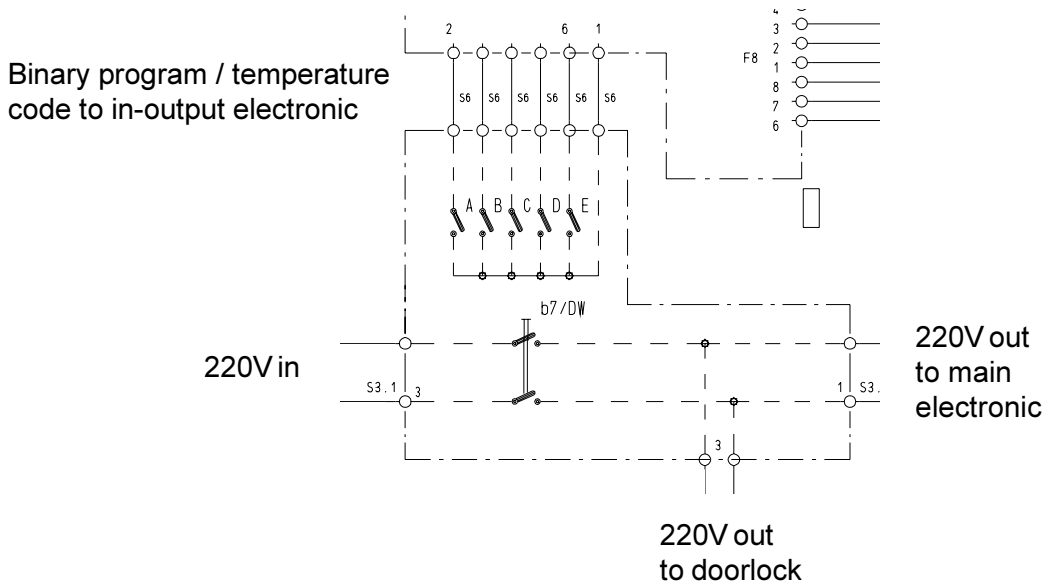 4
3
2
1
8
7
6
F8
2 6 1
Binary program / temperature
code to in-output electronic
S6 S6 S6 S6 S6 S6
A B C D E
b7/DW
220V in
S3.1 3
1 S3.
220V out
to main
electronic
3
220V out
to doorlock